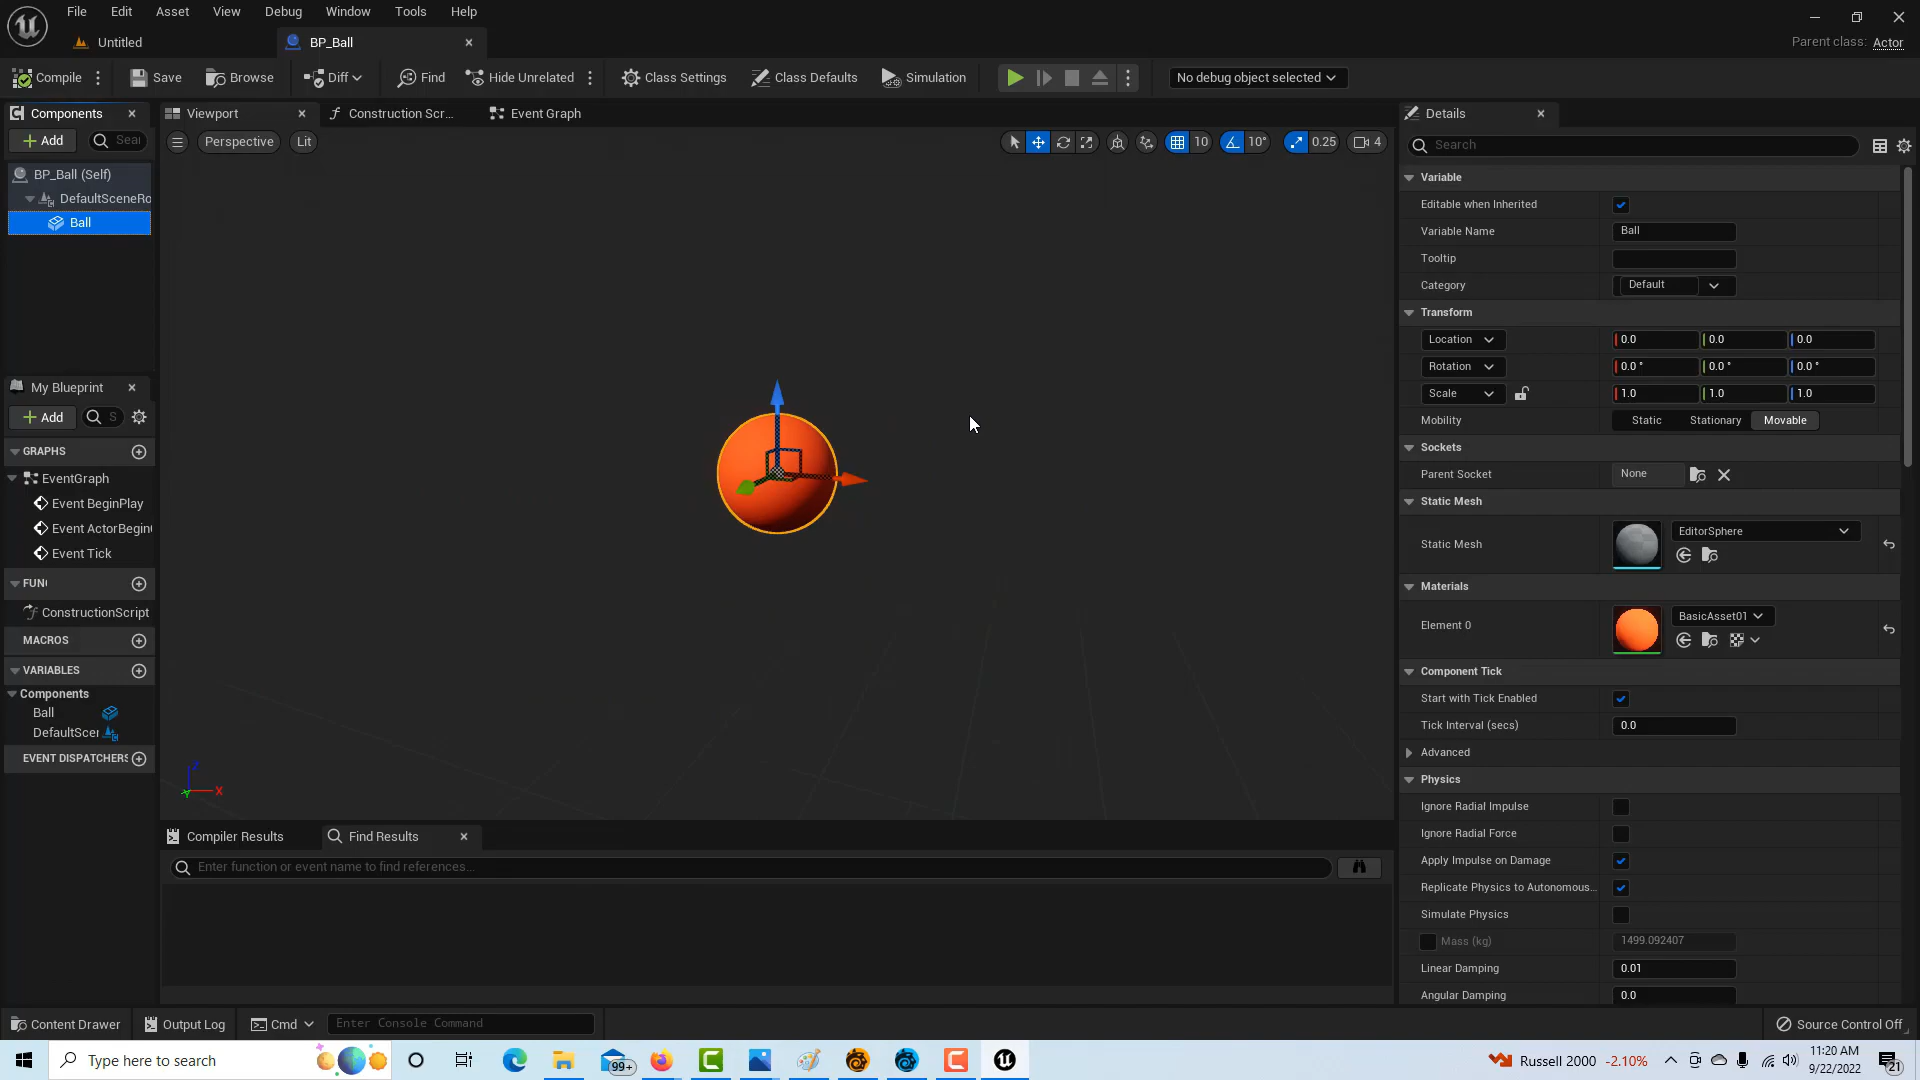 File Edit Asset View Debug Window Tools Help
Untitled BP_Ball
Parent class: Actor
Compile Save Browse Diff Find Hide Unrelated Class Settings Class Defaults Simulation No debug object selected
Components
Add Sear
BP_Ball (Self)
DefaultSceneRo
Ball
My Blueprint
Add S
GRAPHS
EventGraph
Event BeginPlay
Event ActorBegin
Event Tick
FUNC
ConstructionScript
MACROS
VARIABLES
Components
Ball
DefaultScen
EVENT DISPATCHERS
Viewport Construction Scr... Event Graph
Perspective Lit 10 10° 0.25 4
Z
X
Y
Compiler Results Find Results
Enter function or event name to find references...
Details
Search
Variable
Editable when Inherited
Variable Name Ball
Tooltip
Category Default
Transform
Location 0.0 0.0 0.0
Rotation 0.0 ° 0.0 ° 0.0 °
Scale 1.0 1.0 1.0
Mobility Static Stationary Movable
Sockets
Parent Socket None
Static Mesh
Static Mesh EditorSphere
Materials
Element 0 BasicAsset01
Component Tick
Start with Tick Enabled
Tick Interval (secs) 0.0
Advanced
Physics
Ignore Radial Impulse
Ignore Radial Force
Apply Impulse on Damage
Replicate Physics to Autonomous...
Simulate Physics
Mass (kg) 1499.092407
Linear Damping 0.01
Angular Damping 0.0
Content Drawer Output Log Cmd Enter Console Command Source Control Off
Type here to search 99+ Russell 2000 -2.10% 11:20 AM
9/22/2022 21